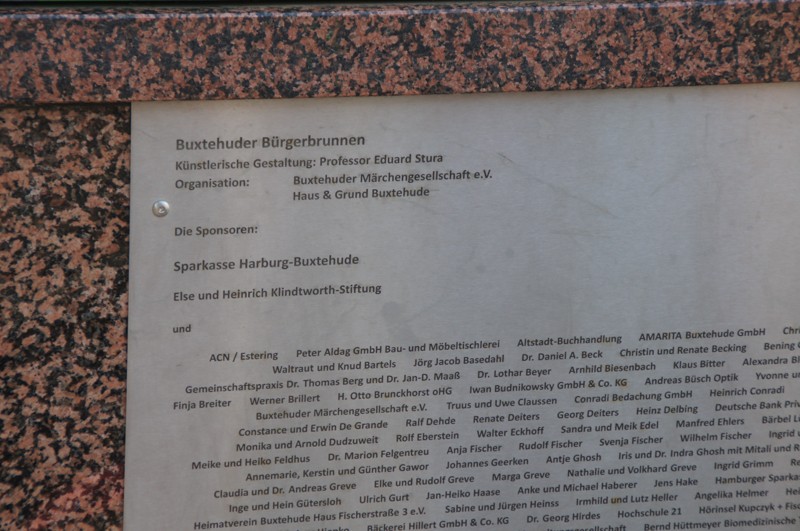 Buxtehuder Bürgerbrunnen
Künstlerische Gestaltung: Professor Eduard Stura
Organisation: Buxtehuder Märchengesellschaft e.V.
Haus & Grund Buxtehude
Die Sponsoren:
Sparkasse Harburg-Buxtehude
Else und Heinrich Klindtworth-Stiftung
und
ACN / Estering Peter Aldag GmbH Bau- und Möbeltischlerei Altstadt-Buchhandlung AMARITA Buxtehude GmbH
Waltraut und Knud Bartels Jörg Jacob Basedahl Dr. Daniel A. Beck Christin und Renate Becking Bening
Gemeinschaftspraxis Dr. Thomas Berg und Dr. Jan-D. Maaß Dr. Lothar Beyer Arnhild Biesenbach Klaus Bitter Alexandra
Finja Breiter Werner Brillert H. Otto Brunckhorst oHG Iwan Budnikowsky GmbH & Co. KG Andreas Büsch Optik Yvonne
Buxtehuder Märchengesellschaft e.V. Truus und Uwe Claussen Conradi Bedachung GmbH Heinrich Conradi
Constance und Erwin De Grande Ralf Dehde Renate Deiters Georg Deiters Heinz Delbing Deutsche Bank
Monika und Arnold Dudzuweit Rolf Eberstein Walter Eckhoff Sandra und Meik Edel Manfred Ehlers Bärbel
Meike und Heiko Feldhus Dr. Marion Felgentreu Anja Fischer Rudolf Fischer Svenja Fischer Wilhelm Fischer Ingrid
Annemarie, Kerstin und Günther Gawor Johannes Geerken Antje Ghosh Iris und Dr. Indra Ghosh mit Mitali und
Claudia und Dr. Andreas Greve Elke und Rudolf Greve Marga Greve Nathalie und Volkhard Greve Ingrid Grimm
Inge und Hein Gütersloh Ulrich Gurt Jan-Heiko Haase Anke und Michael Haberer Jens Hake Hamburger
Heimatverein Buxtehude Haus Fischerstraße 3 e.V. Sabine und Jürgen Heinss Irmhild und Lutz Heller Angelika Helmer
Bäckerei Hillert GmbH & Co. KG Dr. Georg Hirdes Hochschule 21 Hörinsel Kupczyk +
Bernd Hüttmeyer Biomedizinische